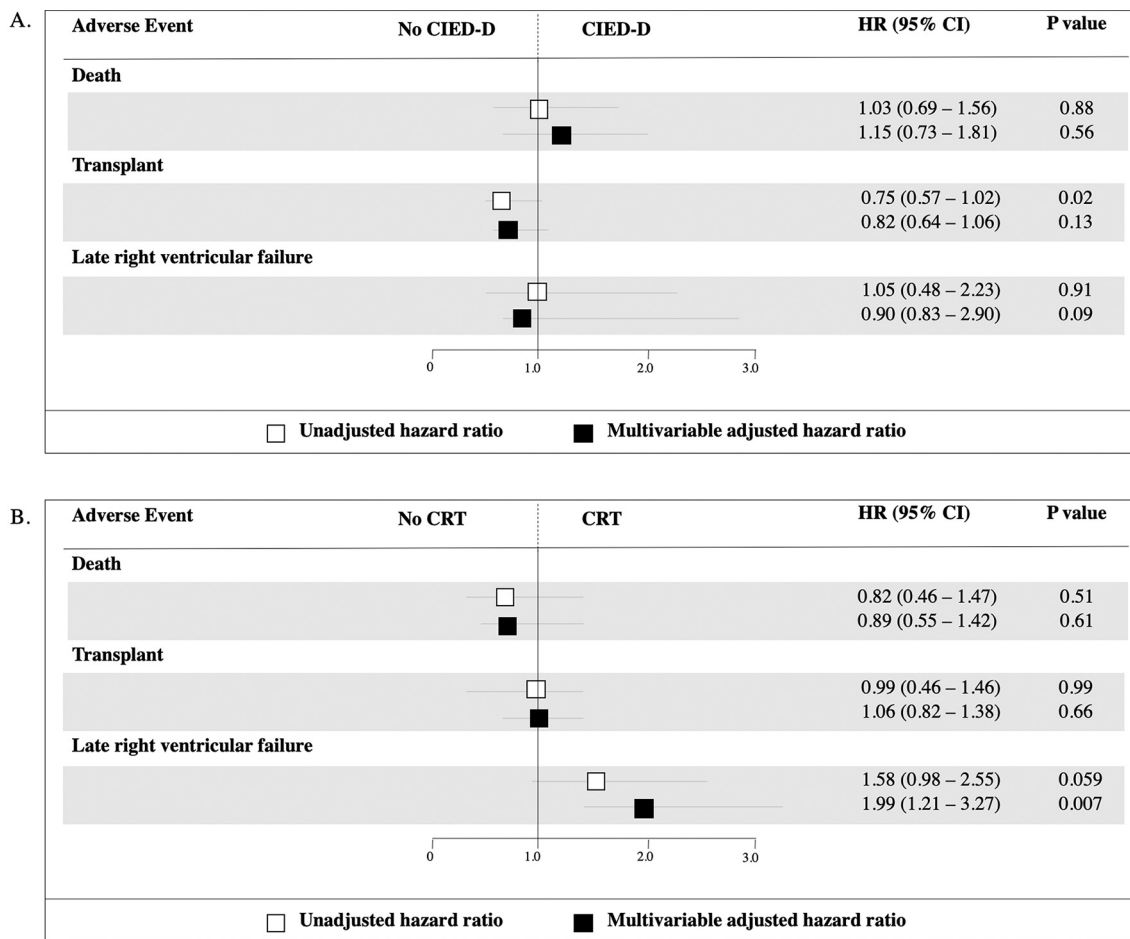 A.
Adverse Event No CIED-D CIED-D HR (95% CI) P value
Death
1.03 (0.69 – 1.56) 0.88
1.15 (0.73 – 1.81) 0.56
Transplant
0.75 (0.57 – 1.02) 0.02
0.82 (0.64 – 1.06) 0.13
Late right ventricular failure
1.05 (0.48 – 2.23) 0.91
0.90 (0.83 – 2.90) 0.09
0 1.0 2.0 3.0
Unadjusted hazard ratio Multivariable adjusted hazard ratio
B.
Adverse Event No CRT CRT HR (95% CI) P value
Death
0.82 (0.46 – 1.47) 0.51
0.89 (0.55 – 1.42) 0.61
Transplant
0.99 (0.46 – 1.46) 0.99
1.06 (0.82 – 1.38) 0.66
Late right ventricular failure
1.58 (0.98 – 2.55) 0.059
1.99 (1.21 – 3.27) 0.007
0 1.0 2.0 3.0
Unadjusted hazard ratio Multivariable adjusted hazard ratio